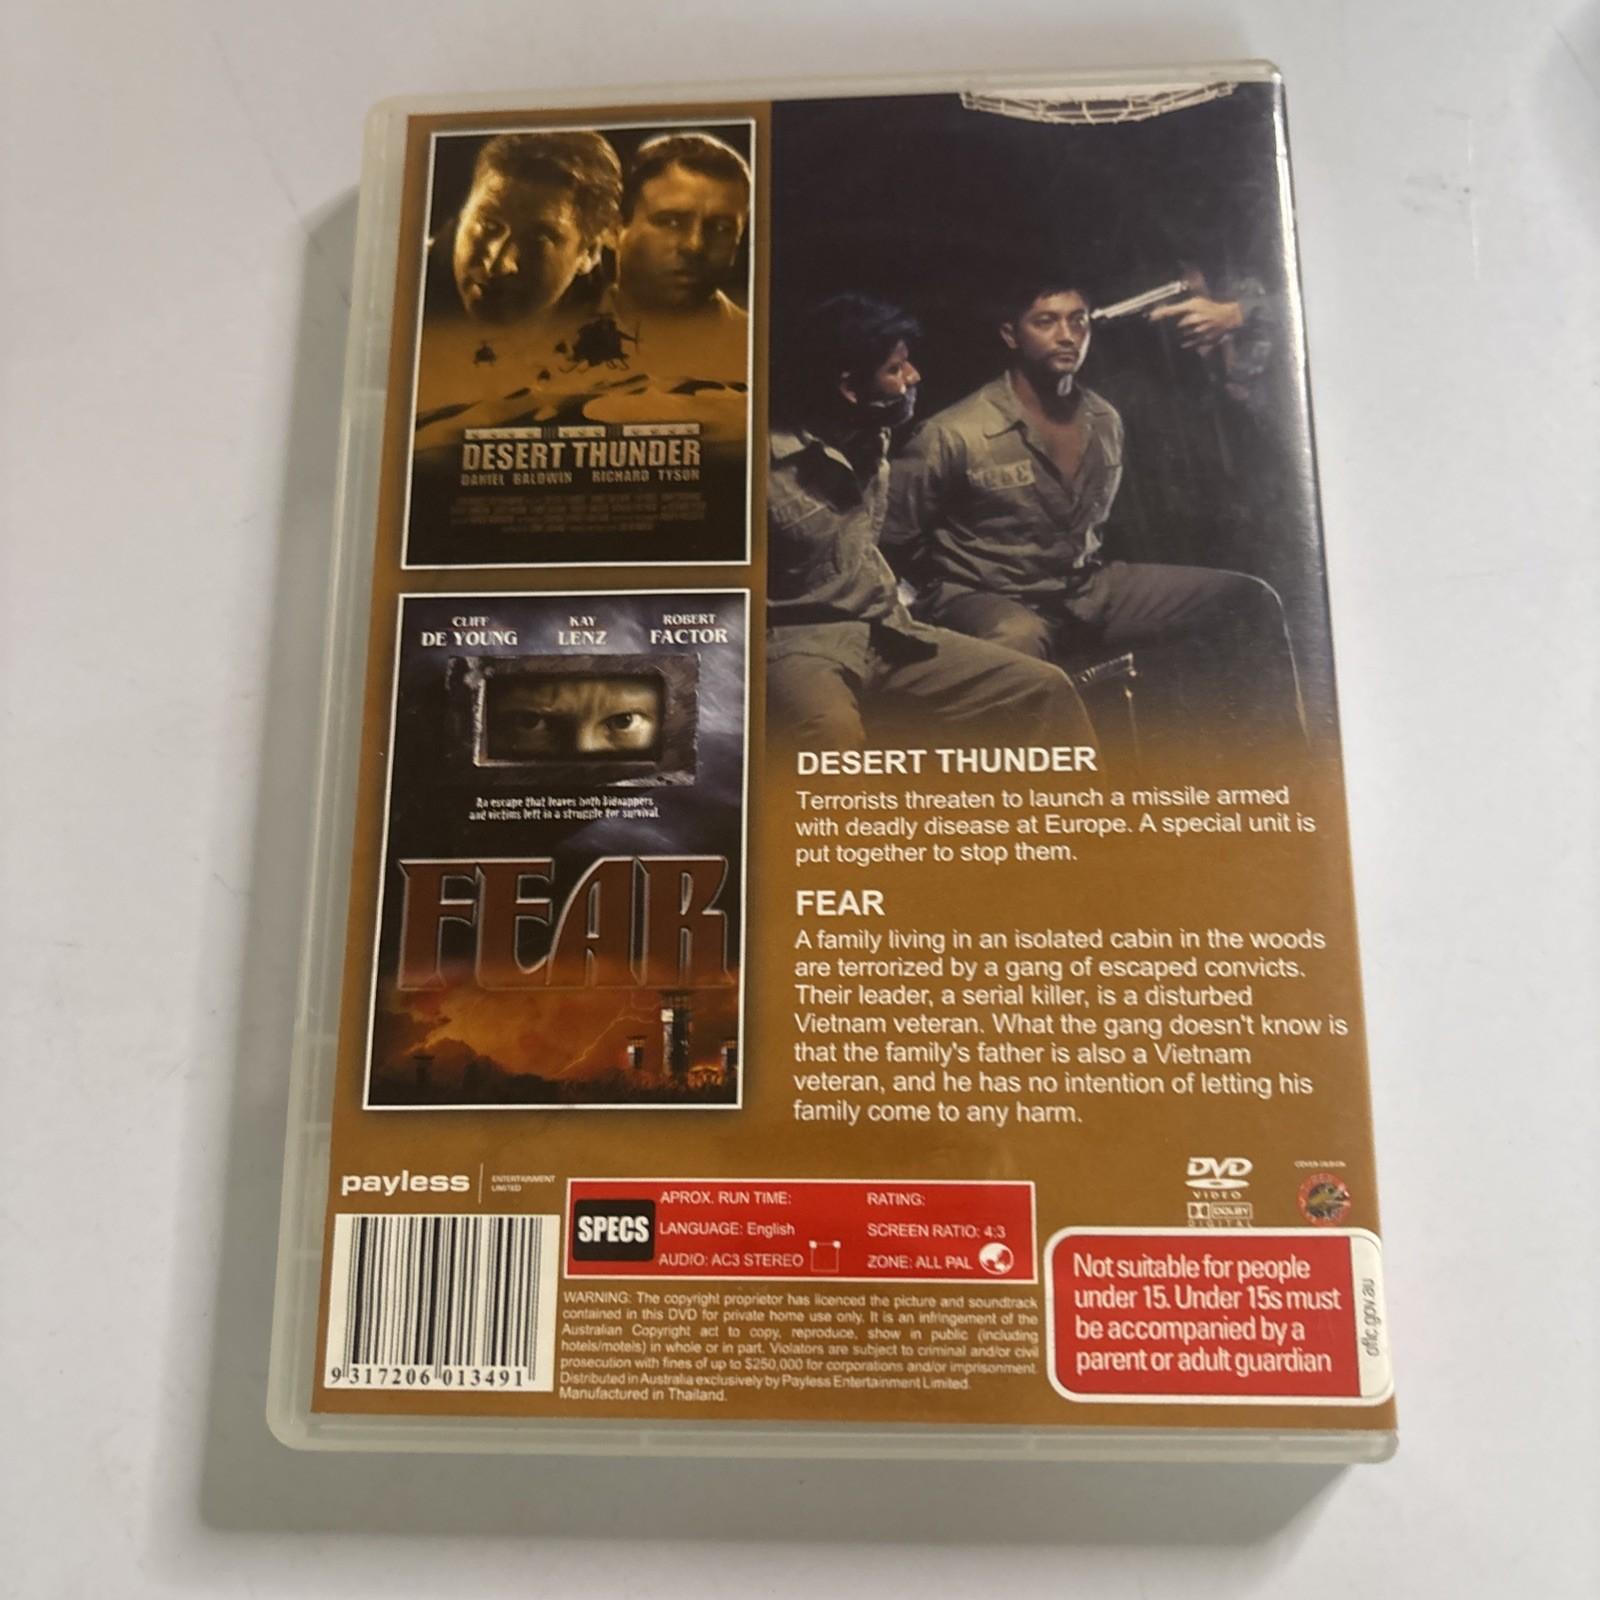 DESERT THUNDER
DANIEL BALDWIN RICHARD TYSON
CLIFF DE YOUNG
KAY LENZ
ROBERT FACTOR
An escape that leaves both kidnappers
and victims left in a struggle for survival.
FEAR
DESERT THUNDER
Terrorists threaten to launch a missile armed
with deadly disease at Europe. A special unit is
put together to stop them.
FEAR
A family living in an isolated cabin in the woods
are terrorized by a gang of escaped convicts.
Their leader, a serial killer, is a disturbed
Vietnam veteran. What the gang doesn't know is
that the family's father is also a Vietnam
veteran, and he has no intention of letting his
family come to any harm.
payless
ENTERTAINMENT
LIMITED
9 317206 013491
SPECS
APROX. RUN TIME:
LANGUAGE: English
AUDIO: AC3 STEREO
RATING:
SCREEN RATIO: 4:3
ZONE: ALL PAL
WARNING: The copyright proprietor has licenced the picture and soundtrack
contained in this DVD for private home use only. It is an infringement of the
Australian Copyright act to copy, reproduce, show in public (including
hotels/motels) in whole or in part. Violators are subject to criminal and/or civil
prosecution with fines of up to $250,000 for corporations and/or imprisonment.
Distributed in Australia exclusively by Payless Entertainment Limited.
Manufactured in Thailand.
DVD
VIDEO
DOLBY
DIGITAL
COVER DESIGN
Not suitable for people
under 15. Under 15s must
be accompanied by a
parent or adult guardian
oflc.gov.au